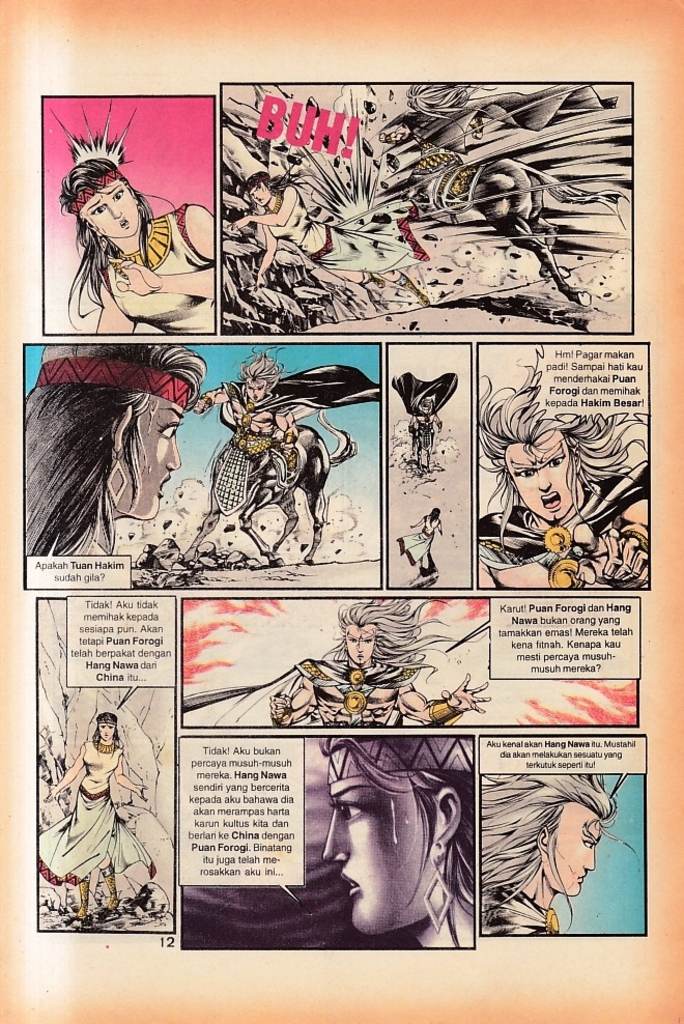 BUH!
Apakah Tuan Hakim
sudah gila?
Hm! Pagar makan
padi! Sampai hati kau
menderhakai Puan
Forogi dan memihak
kepada Hakim Besar!
Tidak! Aku tidak
memihak kepada
sesiapa pun. Akan
tetapi Puan Forogi
telah berpakat dengan
Hang Nawa dari
China itu...
Karut! Puan Forogi dan Hang
Nawa bukan orang yang
tamakkan emas! Mereka telah
kena fitnah. Kenapa kau
mesti percaya musuh-
musuh mereka?
Tidak! Aku bukan
percaya musuh-musuh
mereka. Hang Nawa
sendiri yang bercerita
kepada aku bahawa dia
akan merampas harta
karun kultus kita dan
berlari ke China dengan
Puan Forogi. Binatang
itu juga telah me-
rosakkan aku ini...
Aku kenal akan Hang Nawa itu. Mustahil
dia akan melakukan sesuatu yang
terkutuk seperti itu!
12